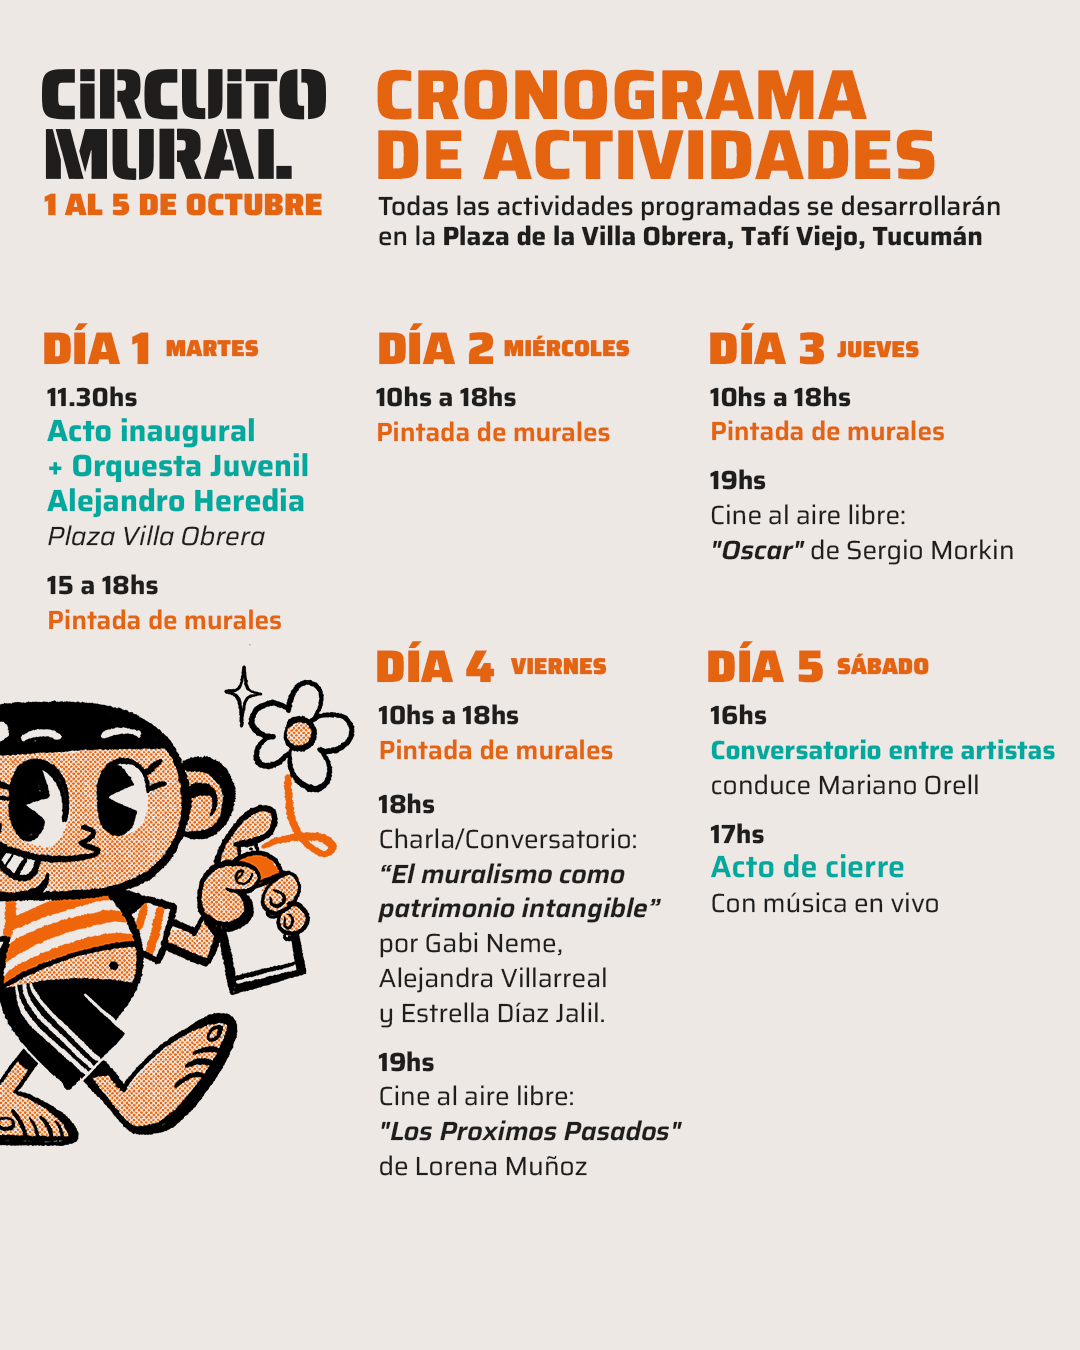 CiRCUiTO
MURAL
1 AL 5 DE OCTUBRE
CRONOGRAMA
DE ACTIVIDADES
Todas las actividades programadas se desarrollarán
en la Plaza de la Villa Obrera, Tafí Viejo, Tucumán
DÍA 1 MARTES
11.30hs
Acto inaugural
+ Orquesta Juvenil
Alejandro Heredia
Plaza Villa Obrera
15 a 18hs
Pintada de murales
DÍA 2 MIÉRCOLES
10hs a 18hs
Pintada de murales
DÍA 3 JUEVES
10hs a 18hs
Pintada de murales
19hs
Cine al aire libre:
"Oscar" de Sergio Morkin
DÍA 4 VIERNES
10hs a 18hs
Pintada de murales
18hs
Charla/Conversatorio:
“El muralismo como
patrimonio intangible”
por Gabi Neme,
Alejandra Villarreal
y Estrella Díaz Jalil.
19hs
Cine al aire libre:
"Los Proximos Pasados"
de Lorena Muñoz
DÍA 5 SÁBADO
16hs
Conversatorio entre artistas
conduce Mariano Orell
17hs
Acto de cierre
Con música en vivo